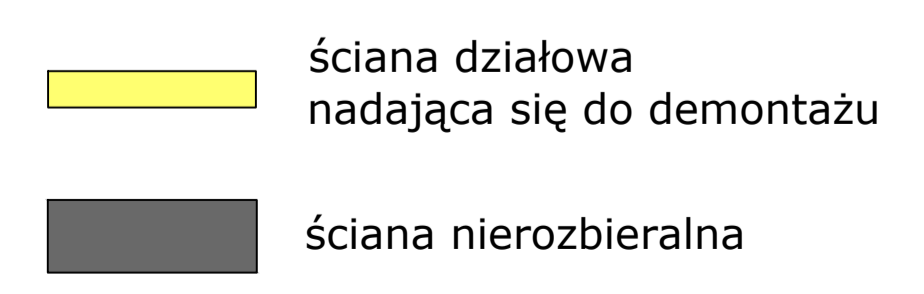 ściana działowa
nadająca się do demontażu
ściana nierozbieralna